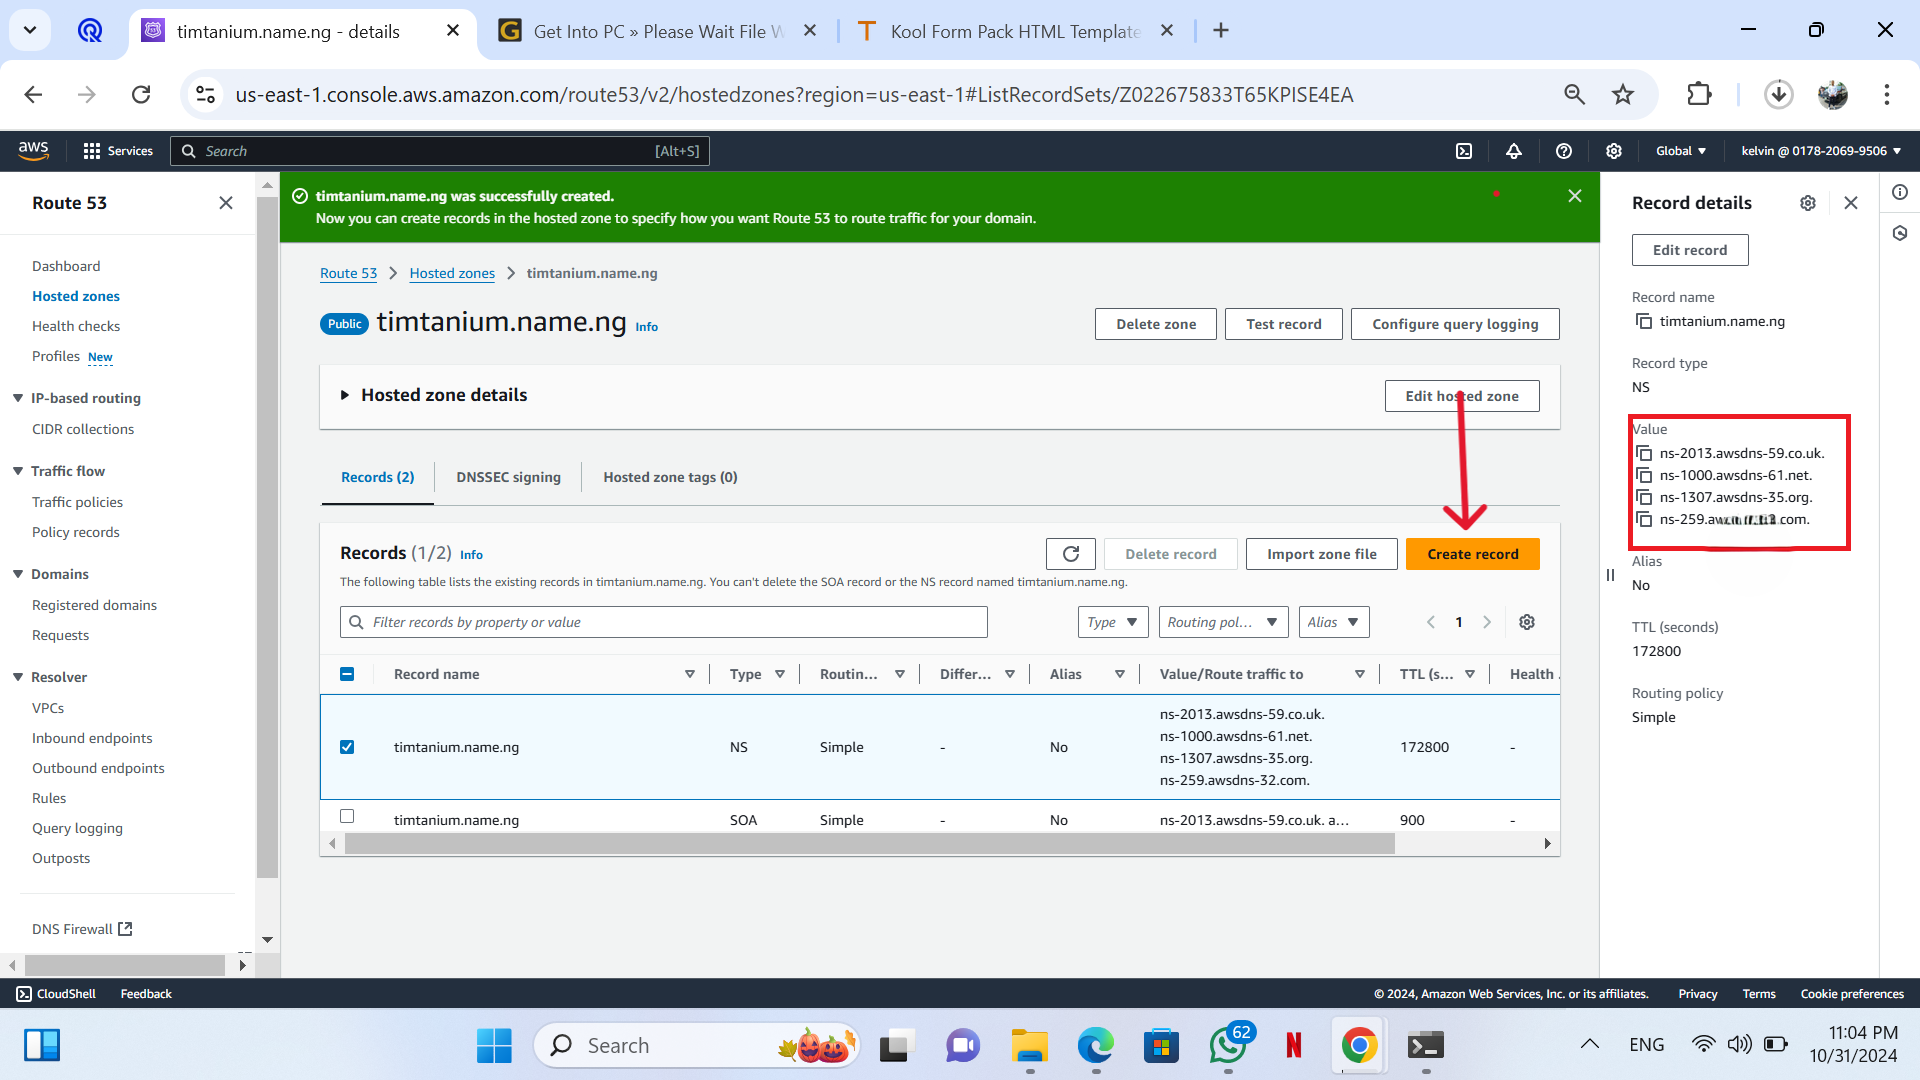 timtanium.name.ng - details
Get Into PC » Please Wait File W
Kool Form Pack HTML Template
us-east-1.console.aws.amazon.com/route53/v2/hostedzones?region=us-east-1#ListRecordSets/Z022675833T65KPISE4EA
aws
Services
Search
[Alt+S]
Global
kelvin @ 0178-2069-9506
Route 53
Dashboard
Hosted zones
Health checks
Profiles New
IP-based routing
CIDR collections
Traffic flow
Traffic policies
Policy records
Domains
Registered domains
Requests
Resolver
VPCs
Inbound endpoints
Outbound endpoints
Rules
Query logging
Outposts
DNS Firewall
timtanium.name.ng was successfully created.
Now you can create records in the hosted zone to specify how you want Route 53 to route traffic for your domain.
Route 53 > Hosted zones > timtanium.name.ng
Public timtanium.name.ng Info
Delete zone
Test record
Configure query logging
Hosted zone details
Edit hosted zone
Records (2)
DNSSEC signing
Hosted zone tags (0)
Records (1/2) Info
Delete record
Import zone file
Create record
The following table lists the existing records in timtanium.name.ng. You can't delete the SOA record or the NS record named timtanium.name.ng.
Filter records by property or value
Type
Routing pol...
Alias
1
Record name Type Routin... Differ... Alias Value/Route traffic to TTL (s... Health
timtanium.name.ng NS Simple - No
ns-2013.awsdns-59.co.uk.
ns-1000.awsdns-61.net.
ns-1307.awsdns-35.org.
ns-259.awsdns-32.com.
172800 -
timtanium.name.ng SOA Simple - No ns-2013.awsdns-59.co.uk. a... 900 -
Record details
Edit record
Record name
timtanium.name.ng
Record type
NS
Value
ns-2013.awsdns-59.co.uk.
ns-1000.awsdns-61.net.
ns-1307.awsdns-35.org.
Alias
No
TTL (seconds)
172800
Routing policy
Simple
CloudShell
Feedback
© 2024, Amazon Web Services, Inc. or its affiliates.
Privacy
Terms
Cookie preferences
Search
62
N
ENG
11:04 PM
10/31/2024